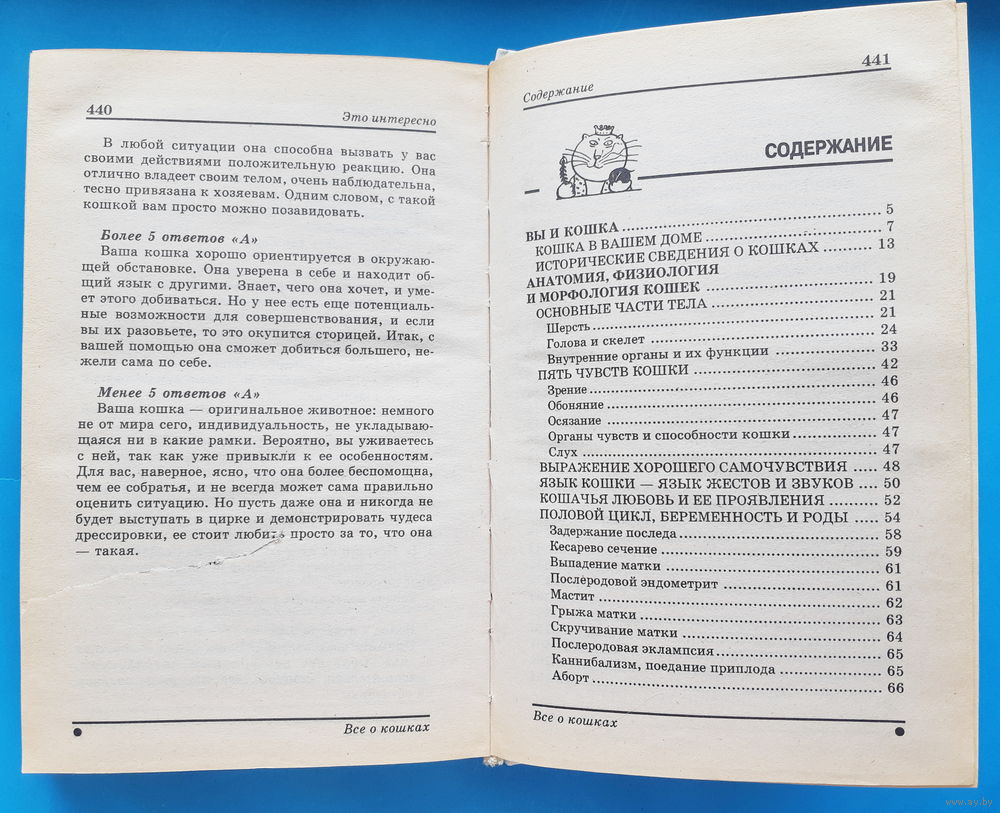 440
Это интересно
В любой ситуации она способна вызвать у вас
своими действиями положительную реакцию. Она
отлично владеет своим телом, очень наблюдательна,
тесно привязана к хозяевам. Одним словом, с такой
кошкой вам просто можно позавидовать.
Более 5 ответов «А»
Ваша кошка хорошо ориентируется в окружаю-
щей обстановке. Она уверена в себе и находит об-
щий язык с другими. Знает, чего она хочет, и уме-
ет этого добиваться. Но у нее есть еще потенциаль-
ные возможности для совершенствования, и если
вы их разовьете, то это окупится сторицей. Итак, с
вашей помощью она сможет добиться большего, не-
жели сама по себе.
Менее 5 ответов «А»
Ваша кошка — оригинальное животное: немного
не от мира сего, индивидуальность, не укладываю-
щаяся ни в какие рамки. Вероятно, вы уживаетесь
с ней, так как уже привыкли к ее особенностям.
Для вас, наверное, ясно, что она более беспомощна,
чем ее собратья, и не всегда может сама правильно
оценить ситуацию. Но пусть даже она и никогда не
будет выступать в цирке и демонстрировать чудеса
дрессировки, ее стоит любить просто за то, что она
— такая.
Все о кошках
Содержание
441
СОДЕРЖАНИЕ
ВЫ И КОШКА ........ 5
КОШКА В ВАШЕМ ДОМЕ ........ 7
ИСТОРИЧЕСКИЕ СВЕДЕНИЯ О КОШКАХ ........ 13
АНАТОМИЯ, ФИЗИОЛОГИЯ
И МОРФОЛОГИЯ КОШЕК ........ 19
ОСНОВНЫЕ ЧАСТИ ТЕЛА ........ 21
Шерсть ........ 21
Голова и скелет ........ 24
Внутренние органы и их функции ........ 33
ПЯТЬ ЧУВСТВ КОШКИ ........ 42
Зрение ........ 46
Обоняние ........ 46
Осязание ........ 47
Органы чувств и способности кошки ........ 47
Слух ........ 47
ВЫРАЖЕНИЕ ХОРОШЕГО САМОЧУВСТВИЯ ..... 48
ЯЗЫК КОШКИ — ЯЗЫК ЖЕСТОВ И ЗВУКОВ .... 50
КОШАЧЬЯ ЛЮБОВЬ И ЕЕ ПРОЯВЛЕНИЯ ........ 52
ПОЛОВОЙ ЦИКЛ, БЕРЕМЕННОСТЬ И РОДЫ ..... 54
Задержание последа ........ 58
Кесарево сечение ........ 59
Выпадение матки ........ 61
Послеродовой эндометрит ........ 61
Мастит ........ 62
Грыжа матки ........ 63
Скручивание матки ........ 64
Послеродовая эклампсия ........ 65
Каннибализм, поедание приплода ........ 65
Аборт ........ 66
Все о кошках
www.ay.by